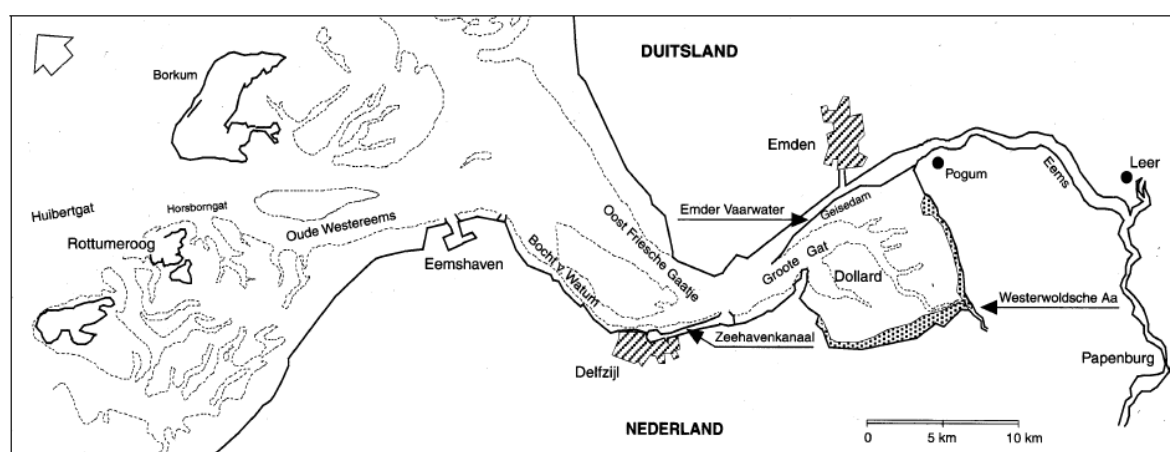 DUITSLAND
Borkum
Emden
Leer
Pogum
Eems
Huibertgat
Horsborngat
Emder Vaarwater
Geisedam
Rottumeroog
Oude Westereems
Oost Friesche Gaatje
Groote Gat
Eemshaven
Bocht v. Watum
Dollard
Westerwoldsche Aa
Zeehavenkanaal
Delfzijl
Papenburg
NEDERLAND
0 5 km 10 km